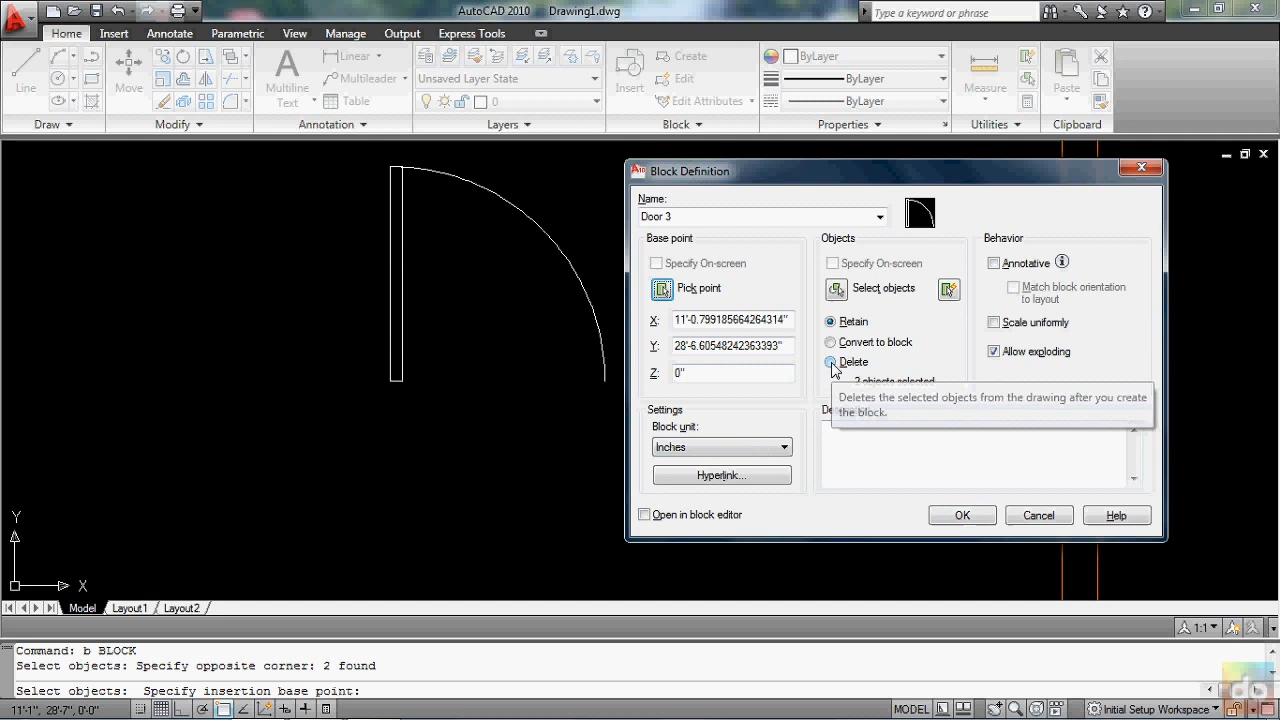 AutoCAD 2010 Drawing1.dwg
Type a keyword or phrase
Home Insert Annotate Parametric View Manage Output Express Tools
Line
Move
Multiline Text
Linear
Multileader
Table
Unsaved Layer State
0
Insert
Create
Edit
Edit Attributes
ByLayer
ByLayer
ByLayer
Measure
Paste
Draw Modify Annotation Layers Block Properties Utilities Clipboard
Block Definition
Name:
Door 3
Base point
Specify On-screen
Pick point
X: 11'-0.799185664264314"
Y: 28'-6.60548242363393"
Z: 0"
Objects
Specify On-screen
Select objects
Retain
Convert to block
Delete
2 objects selected
Behavior
Annotative
Match block orientation
to layout
Scale uniformly
Allow exploding
Deletes the selected objects from the drawing after you create
the block.
Settings
Block unit:
Inches
Hyperlink...
Open in block editor
OK Cancel Help
Y
X
Model Layout1 Layout2
1:1
Command: b BLOCK
Select objects: Specify opposite corner: 2 found
Select objects: Specify insertion base point:
11'-1", 28'-7", 0'-0"
MODEL
Initial Setup Workspace